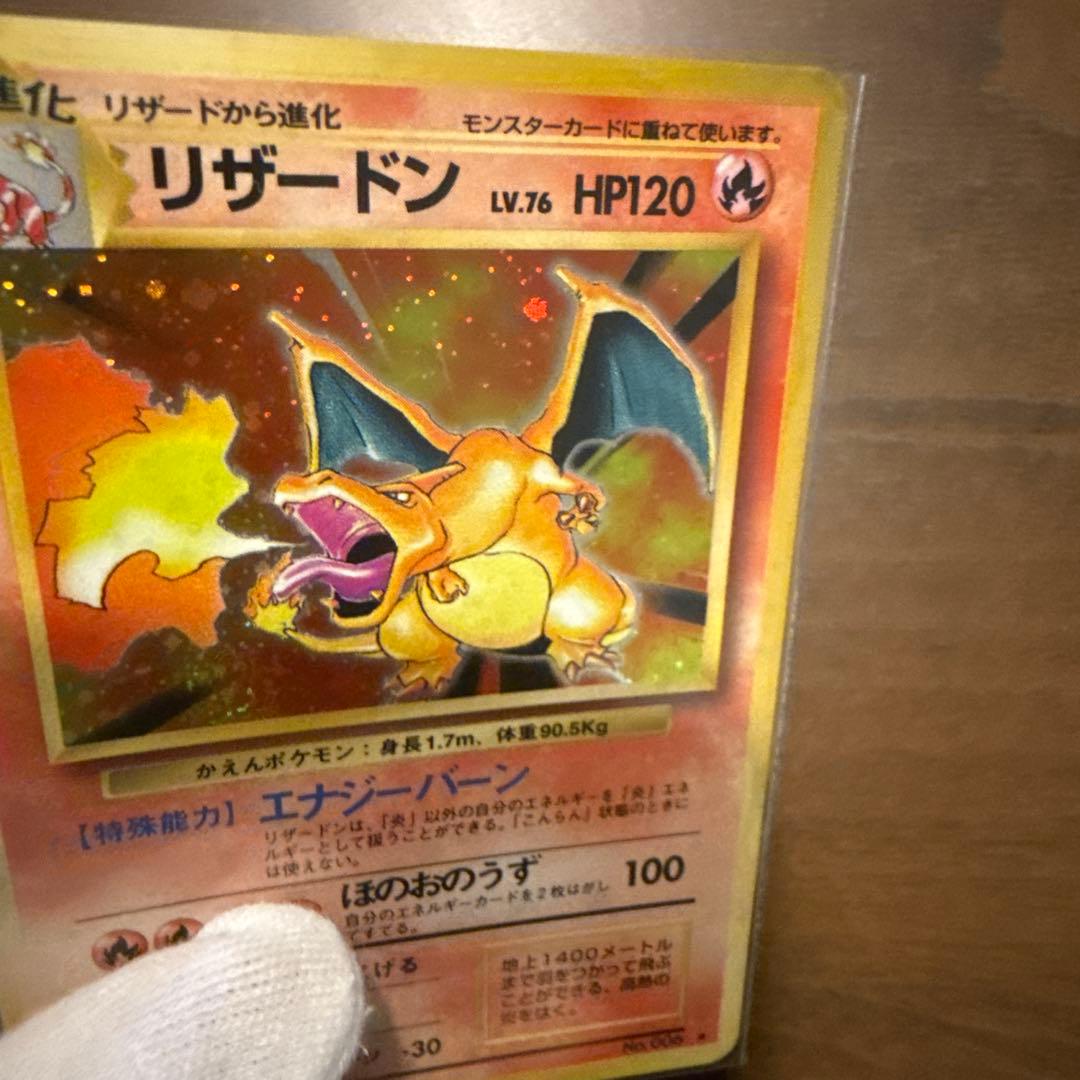 進化 リザードから進化
モンスターカードに重ねて使います。
リザードン LV.76 HP120
かえんポケモン：身長1.7m、体重90.5Kg
【特殊能力】エナジーバーン
リザードンは、『炎』以外の自分のエネルギーを『炎』エネ
ルギーとして扱うことができる。『こんらん』状態のときに
は使えない。
ほのおのうず 100
自分のエネルギーカードを2枚はがし
てすてる。
げる
地上1400メートル
まで羽をつかって飛ぶ
ことができる。高熱の
炎をはく。
-30
No.006